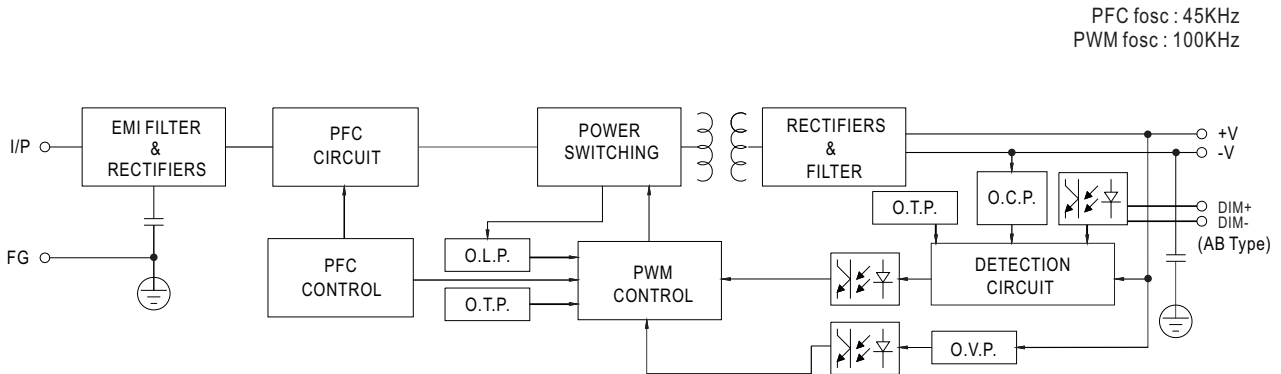 PFC fosc : 45KHz
PWM fosc : 100KHz
I/P
EMI FILTER
&
RECTIFIERS
PFC
CIRCUIT
POWER
SWITCHING
RECTIFIERS
&
FILTER
+V
-V
O.T.P.
O.C.P.
DIM+
DIM-
(AB Type)
FG
PFC
CONTROL
O.L.P.
O.T.P.
PWM
CONTROL
DETECTION
CIRCUIT
O.V.P.